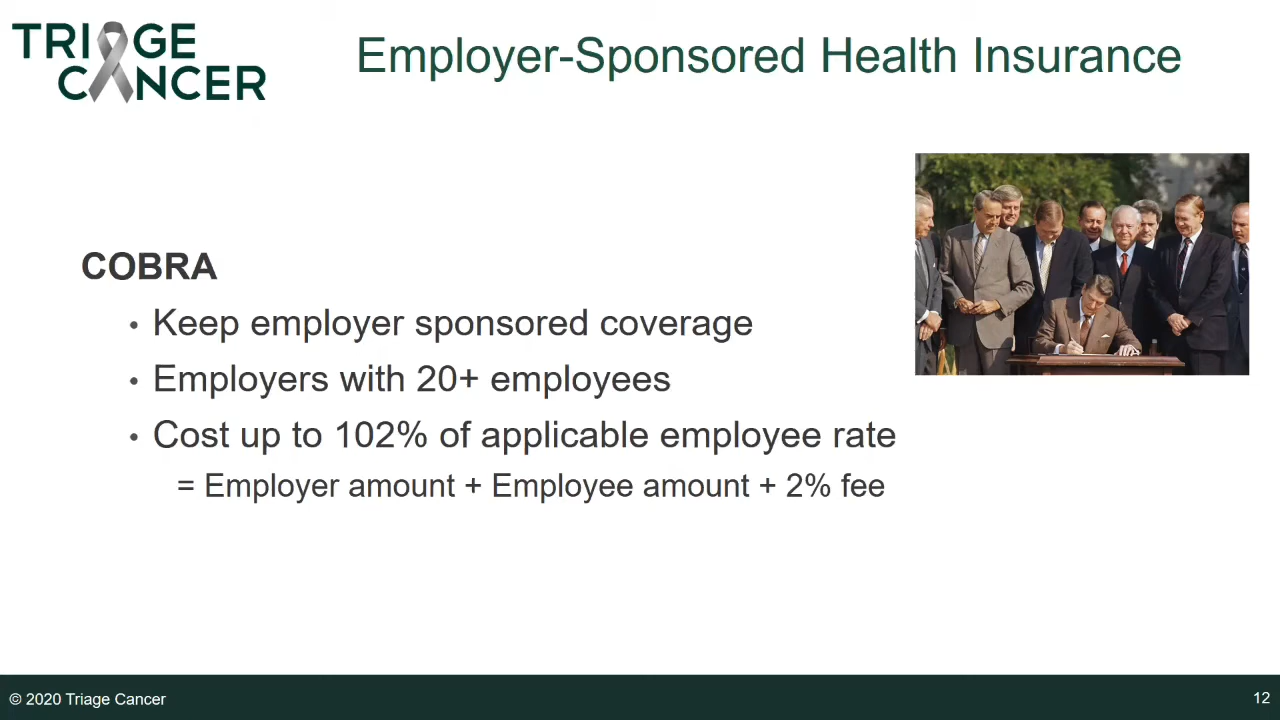 TRIAGE
CANCER
Employer-Sponsored Health Insurance
COBRA
• Keep employer sponsored coverage
• Employers with 20+ employees
• Cost up to 102% of applicable employee rate
= Employer amount + Employee amount + 2% fee
© 2020 Triage Cancer
12